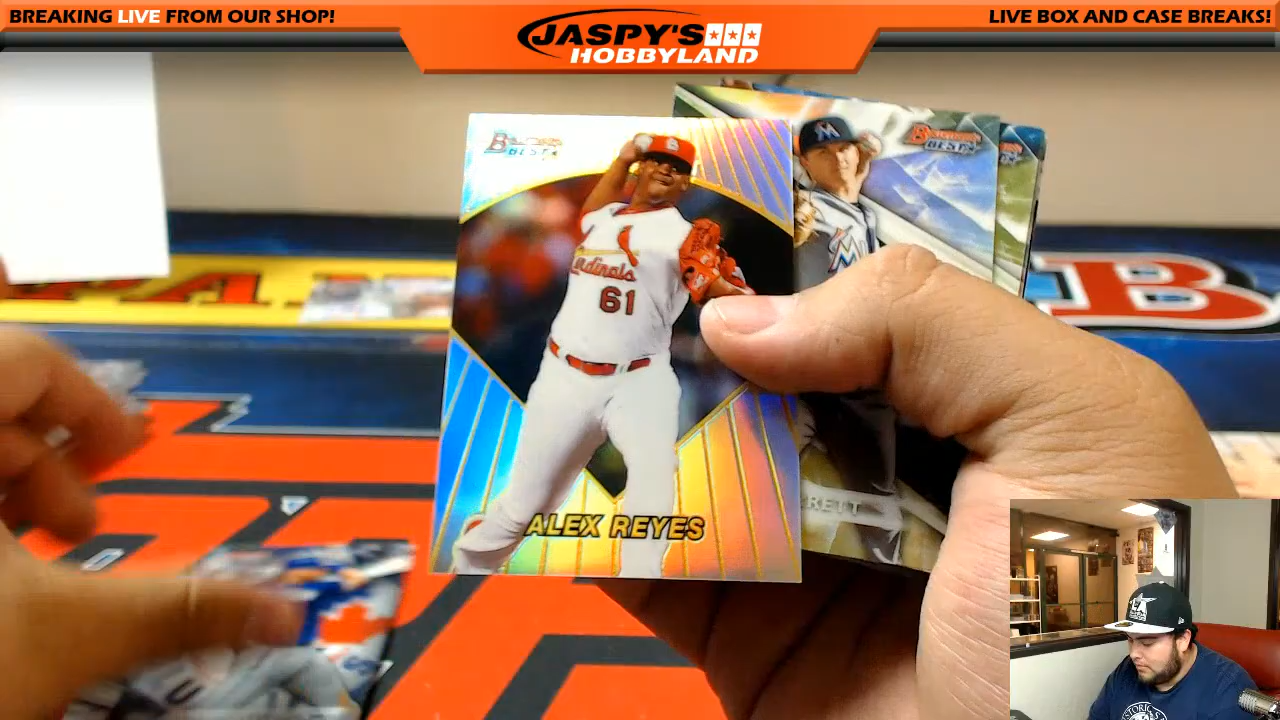 BREAKING LIVE FROM OUR SHOP!
JASPY'S
HOBBYLAND
LIVE BOX AND CASE BREAKS!
BEST
Cardinals
61
ALEX REYES
BOWMAN'S
BEST
RETT
B